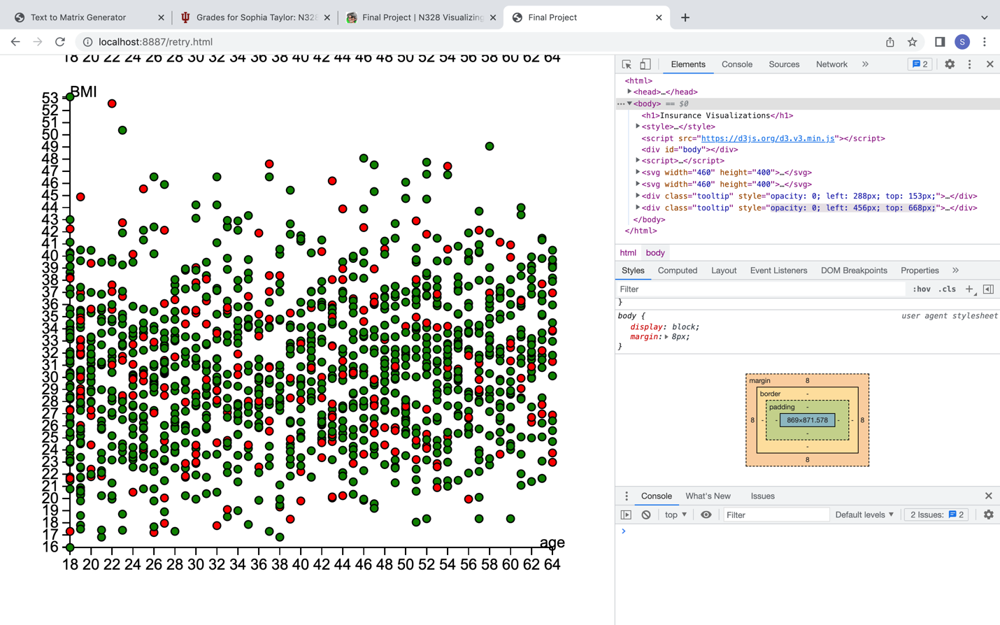 Text to Matrix Generator
Grades for Sophia Taylor: N328
Final Project | N328 Visualizing
Final Project
localhost:8887/retry.html
S
18 20 22 24 26 28 30 32 34 36 38 40 42 44 46 48 50 52 54 56 58 60 62 64
BMI
53
52
51
50
49
48
47
46
45
44
43
42
41
40
39
38
37
36
35
34
33
32
31
30
29
28
27
26
25
24
23
22
21
20
19
18
17
16
age
18 20 22 24 26 28 30 32 34 36 38 40 42 44 46 48 50 52 54 56 58 60 62 64
Elements Console Sources Network » 2
<html>
<head>…</head>
<body> == $0
<h1>Insurance Visualizations</h1>
<style>…</style>
<script src="https://d3js.org/d3.v3.min.js"></script>
<div id="body"></div>
<script>…</script>
<svg width="460" height="400">…</svg>
<svg width="460" height="400">…</svg>
<div class="tooltip" style="opacity: 0; left: 288px; top: 153px;">…</div>
<div class="tooltip" style="opacity: 0; left: 456px; top: 668px;">…</div>
</body>
</html>
html body
Styles Computed Layout Event Listeners DOM Breakpoints Properties »
Filter :hov .cls +
}
body { user agent stylesheet
display: block;
margin: 8px;
}
margin 8
border -
padding -
8 - - 869×871.578 - - 8
-
-
8
Console What's New Issues
top Filter Default levels 2 Issues: 2